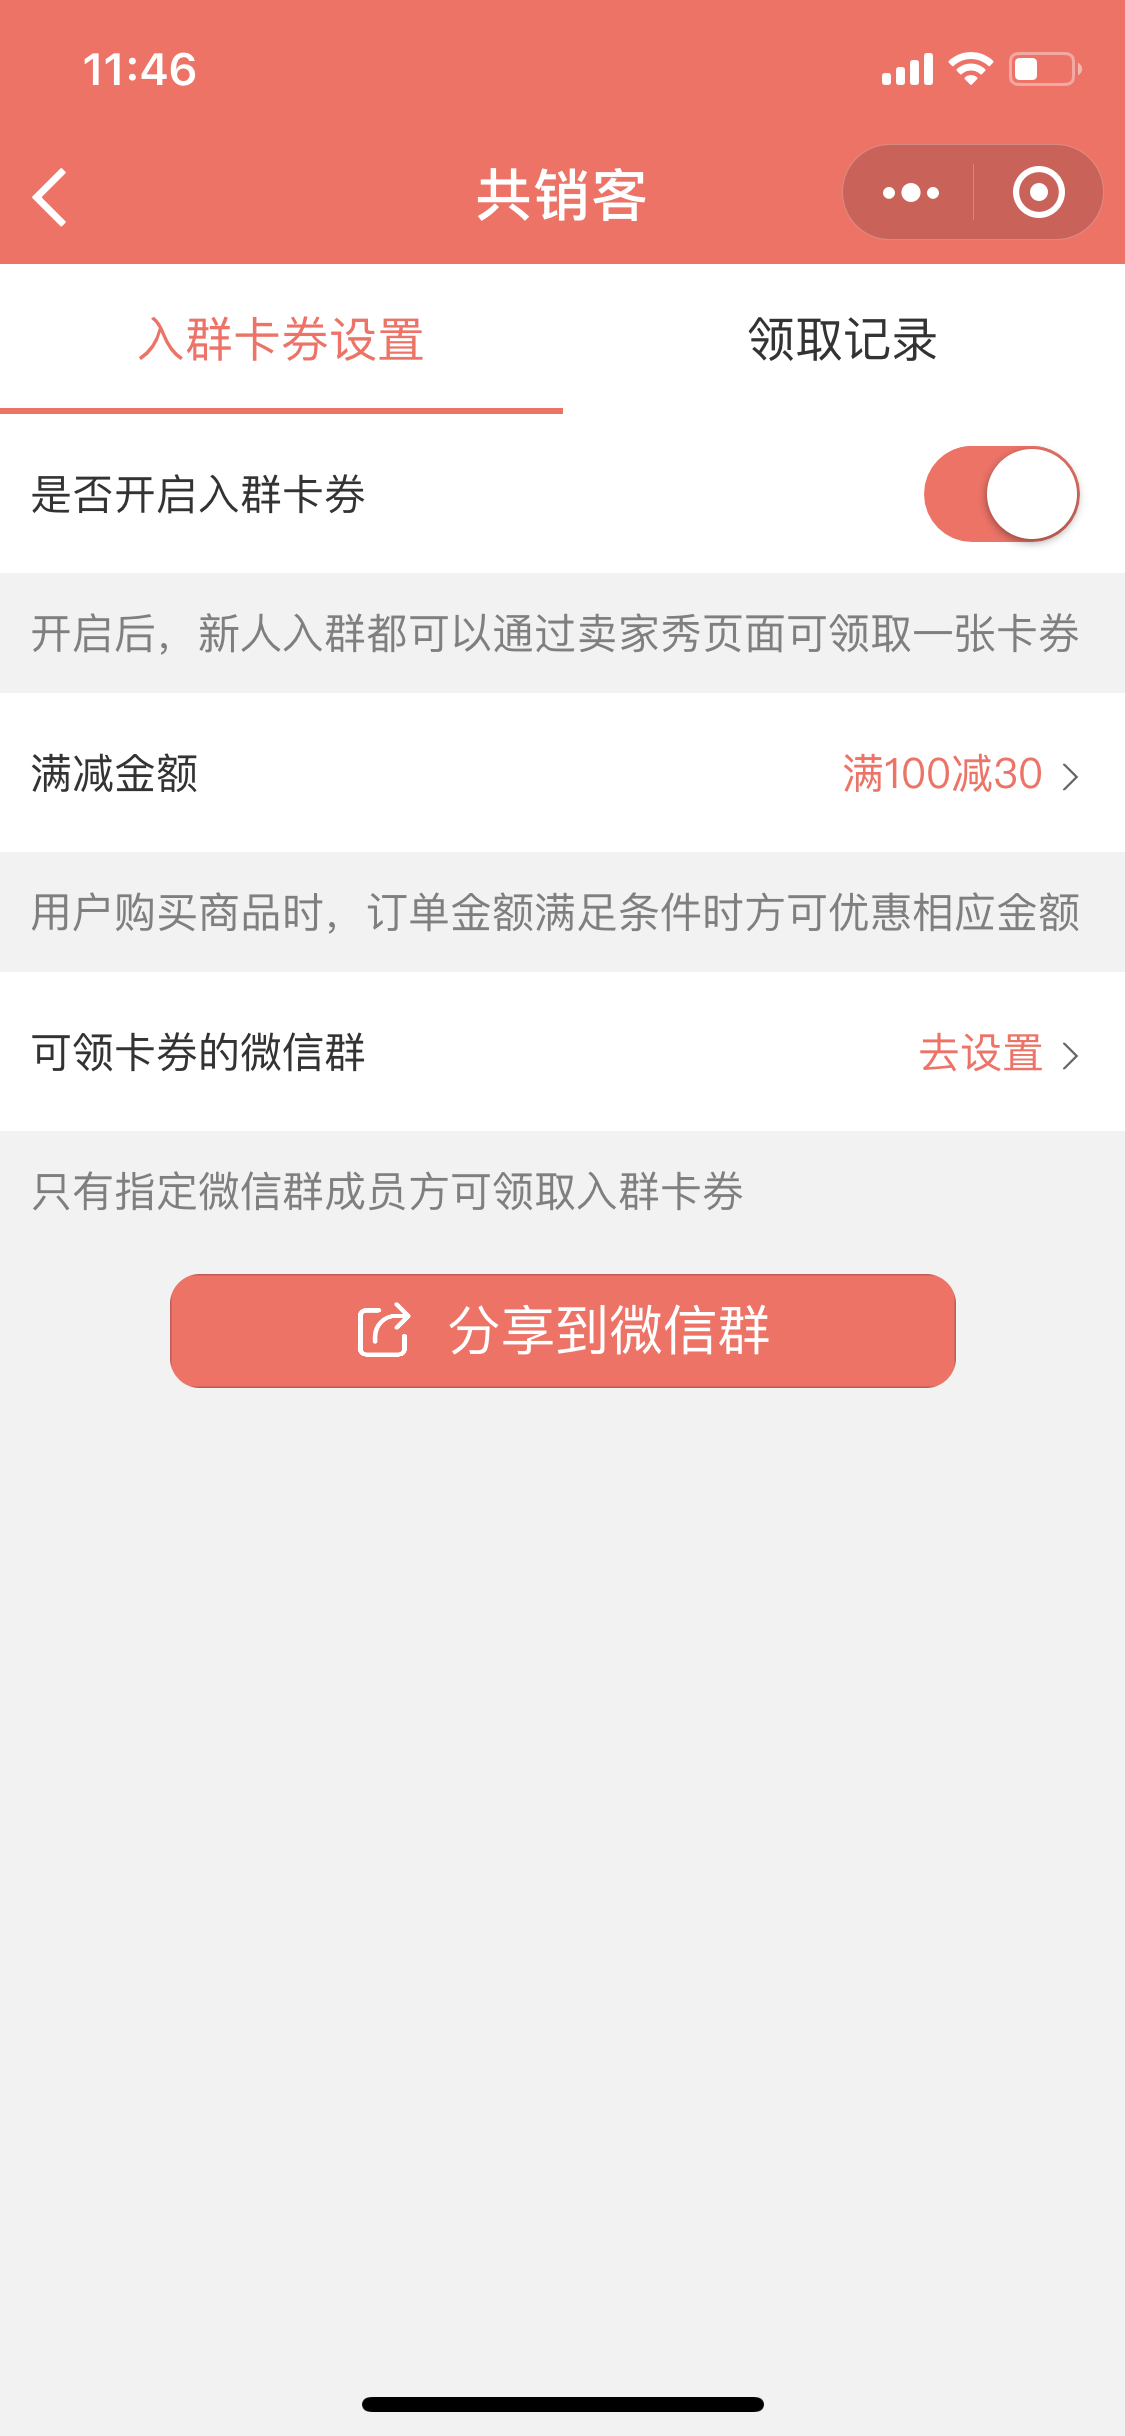 11:46
共销客
入群卡券设置
领取记录
是否开启入群卡券
开启后，新人入群都可以通过卖家秀页面可领取一张卡券
满减金额
满100减30
用户购买商品时，订单金额满足条件时方可优惠相应金额
可领卡券的微信群
去设置
只有指定微信群成员方可领取入群卡券
分享到微信群